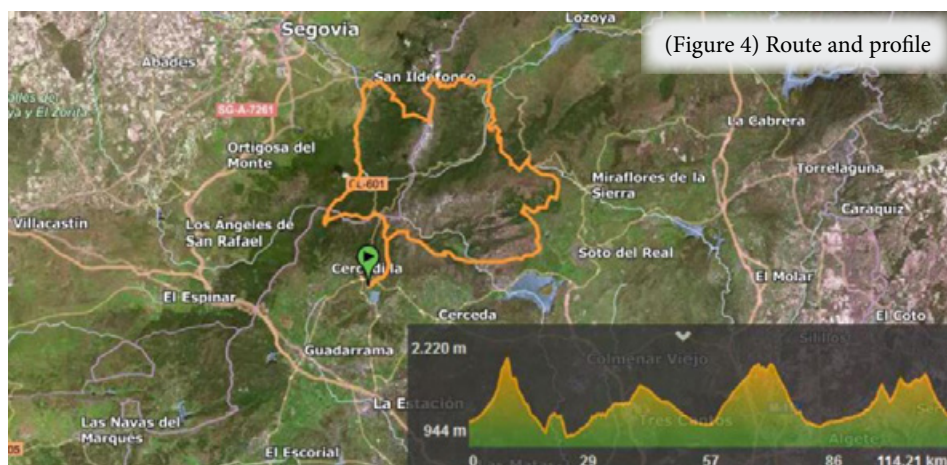 Segovia
Lozoya
(Figure 4) Route and profile
Abades
San Ildefonso
SG-A-7261
La Cabrera
Ortigosa del
Monte
Torrelaguna
CL-601
Miraflores de la
Sierra
Caraquiz
Villacastín
Los Ángeles de
San Rafael
Soto del Real
Cercedilla
El Molar
El Espinar
Cerceda
El Coto
Guadarrama
2.220 m
Colmenar Viejo
La Estación
Tres Cantos
Las Navas del
Marqués
944 m
Algete
El Escorial
05
0
29
57
86
114.21 km